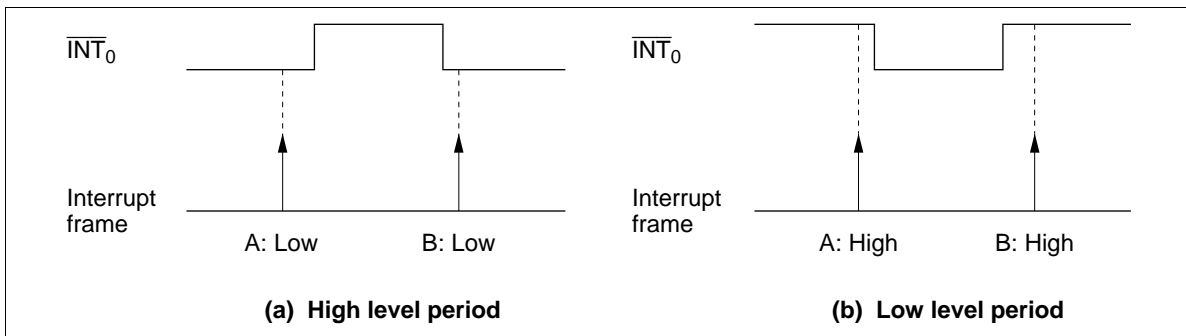 INT0
Interrupt
frame
A: Low
B: Low
(a) High level period
INT0
Interrupt
frame
A: High
B: High
(b) Low level period